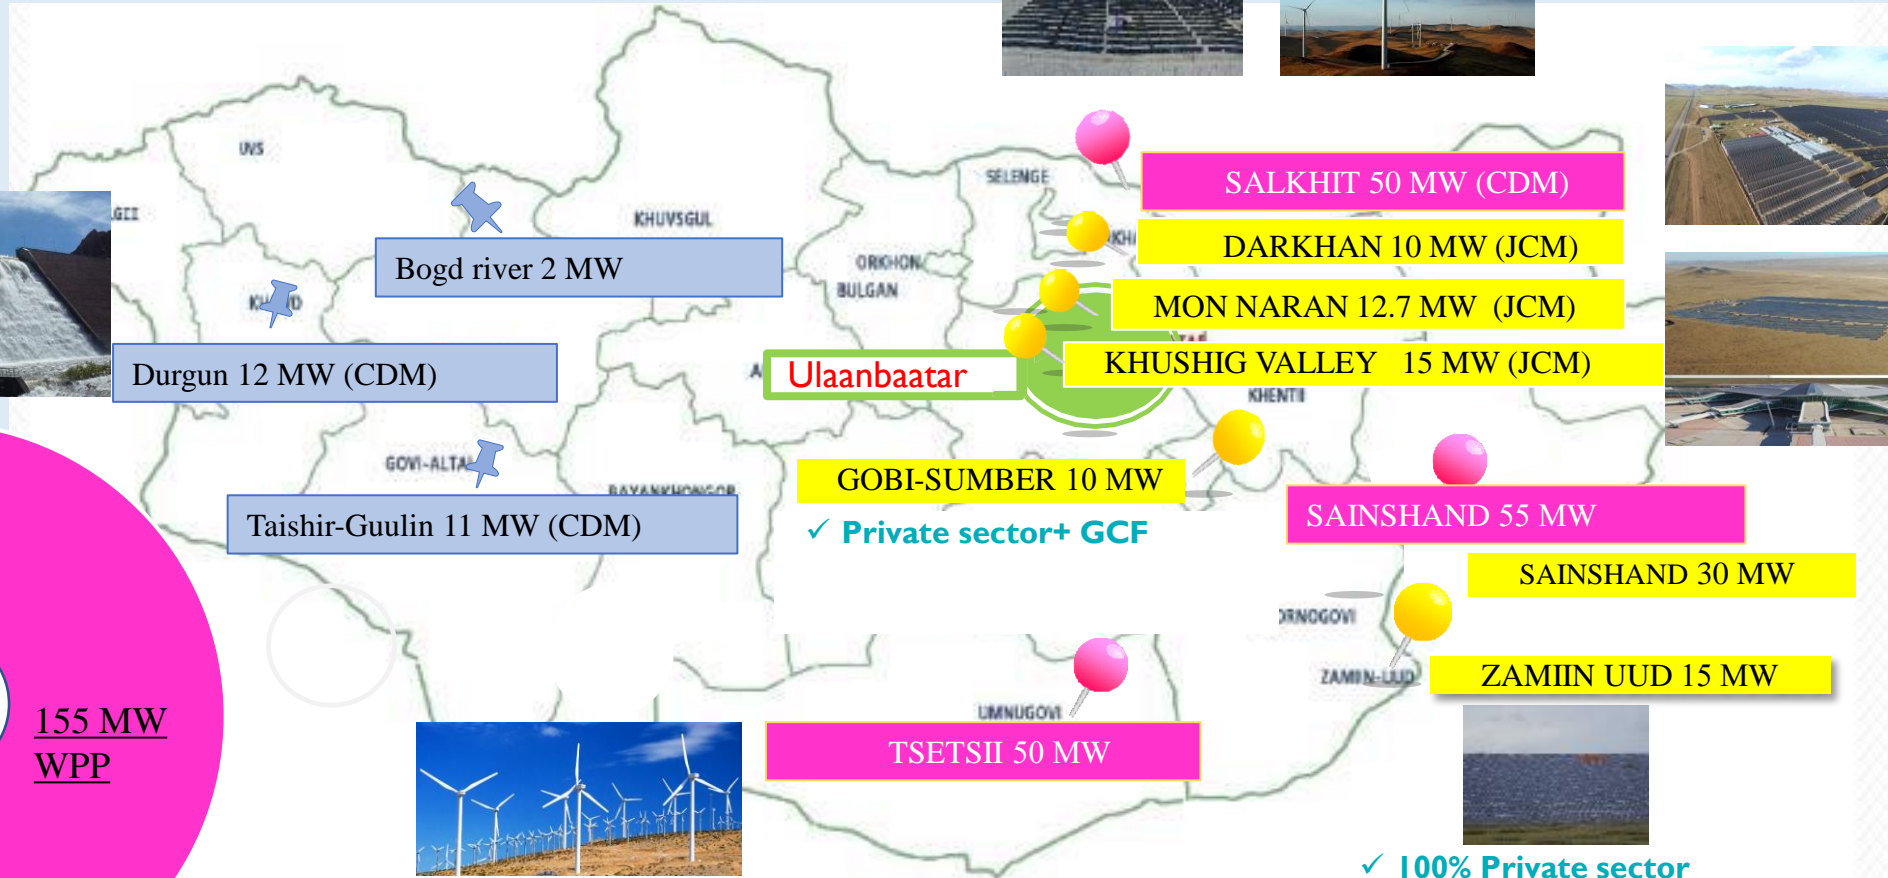 UVS
SELENGE
SALKHIT 50 MW (CDM)
KHUVSGUL
DARKHAN 10 MW (JCM)
Bogd river 2 MW
ORKHON
BULGAN
MON NARAN 12.7 MW (JCM)
Durgun 12 MW (CDM)
Ulaanbaatar
KHUSHIG VALLEY 15 MW (JCM)
KHENTII
GOVI-ALTAI
BAYANKHONGOR
GOBI-SUMBER 10 MW
✓ Private sector+ GCF
Taishir-Guulin 11 MW (CDM)
SAINSHAND 55 MW
SAINSHAND 30 MW
ORNOGOVI
ZAMIIN-UUD
ZAMIIN UUD 15 MW
UMNUGOVI
TSETSII 50 MW
155 MW
WPP
✓ 100% Private sector